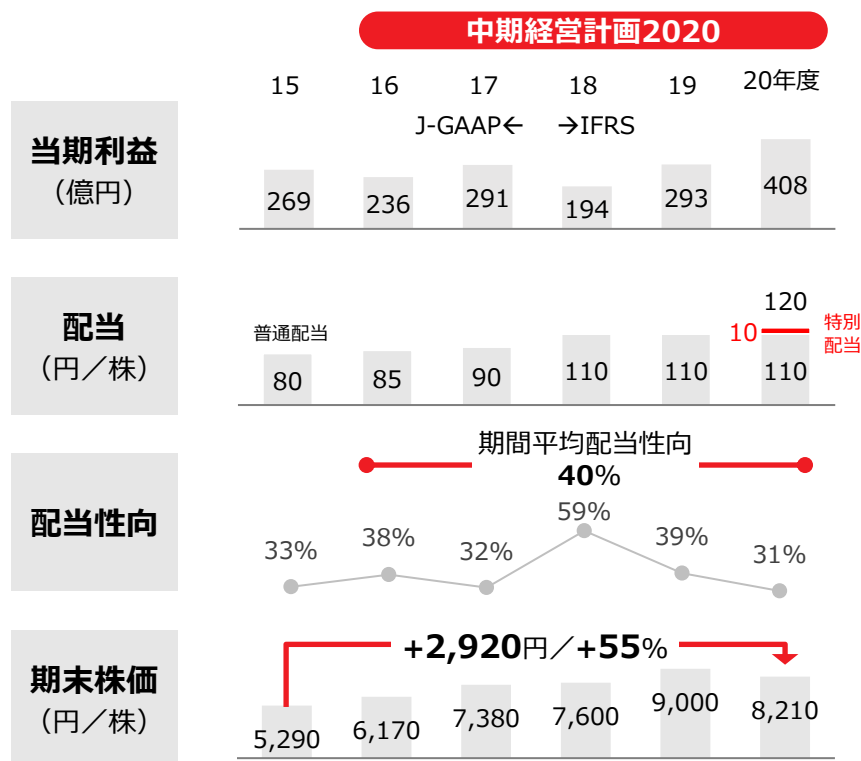 中期経営計画2020
15 16 17 18 19 20年度
J-GAAP← →IFRS
当期利益
(億円)
269 236 291 194 293 408
配当
(円/株)
普通配当
120
10 特別
配当
80 85 90 110 110 110
期間平均配当性向
40%
配当性向
33% 38% 32% 59% 39% 31%
+2,920円/+55%
期末株価
(円/株)
5,290 6,170 7,380 7,600 9,000 8,210